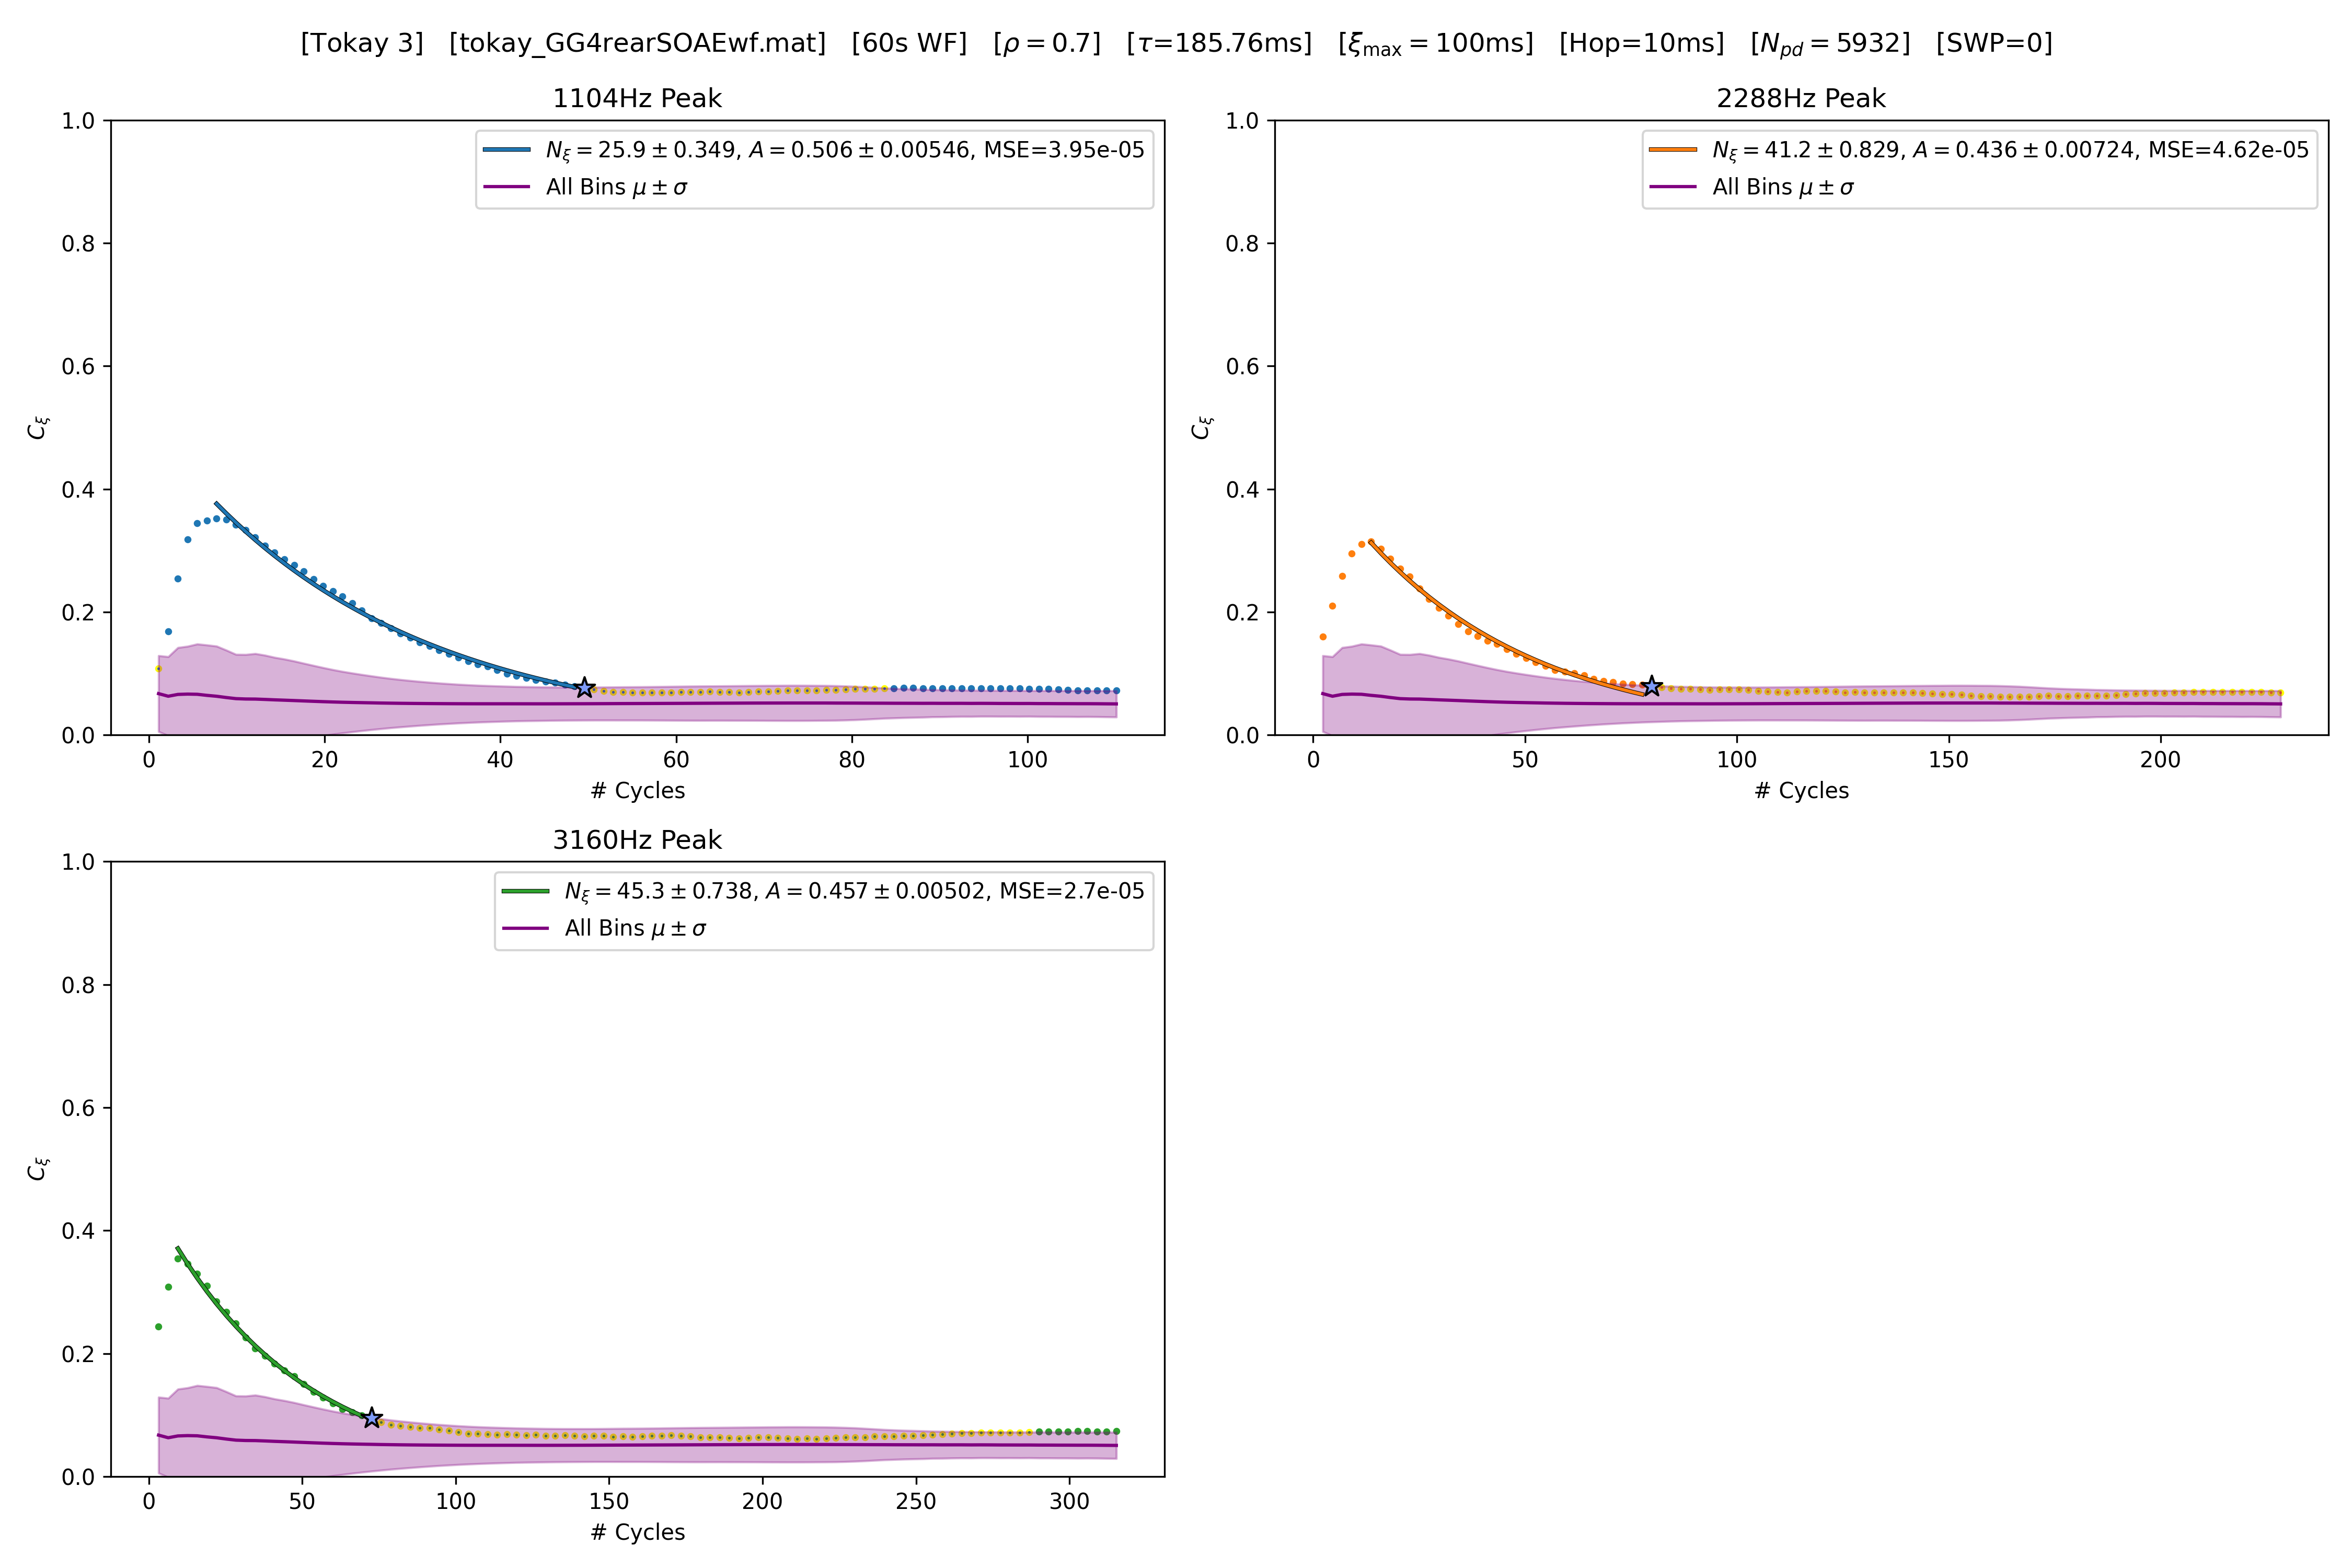 [Tokay 3] [tokay_GG4rearSOAEwf.mat] [60s WF] [ρ = 0.7] [τ=185.76ms] [ξmax = 100ms] [Hop=10ms] [Npd = 5932] [SWP=0]
1104Hz Peak
1.0
0.8
0.6
0.4
0.2
0.0
Cξ
Nξ = 25.9 ± 0.349, A = 0.506 ± 0.00546, MSE=3.95e-05
All Bins μ ± σ
0 20 40 60 80 100
# Cycles
2288Hz Peak
1.0
0.8
0.6
0.4
0.2
0.0
Cξ
Nξ = 41.2 ± 0.829, A = 0.436 ± 0.00724, MSE=4.62e-05
All Bins μ ± σ
0 50 100 150 200
# Cycles
3160Hz Peak
1.0
0.8
0.6
0.4
0.2
0.0
Cξ
Nξ = 45.3 ± 0.738, A = 0.457 ± 0.00502, MSE=2.7e-05
All Bins μ ± σ
0 50 100 150 200 250 300
# Cycles